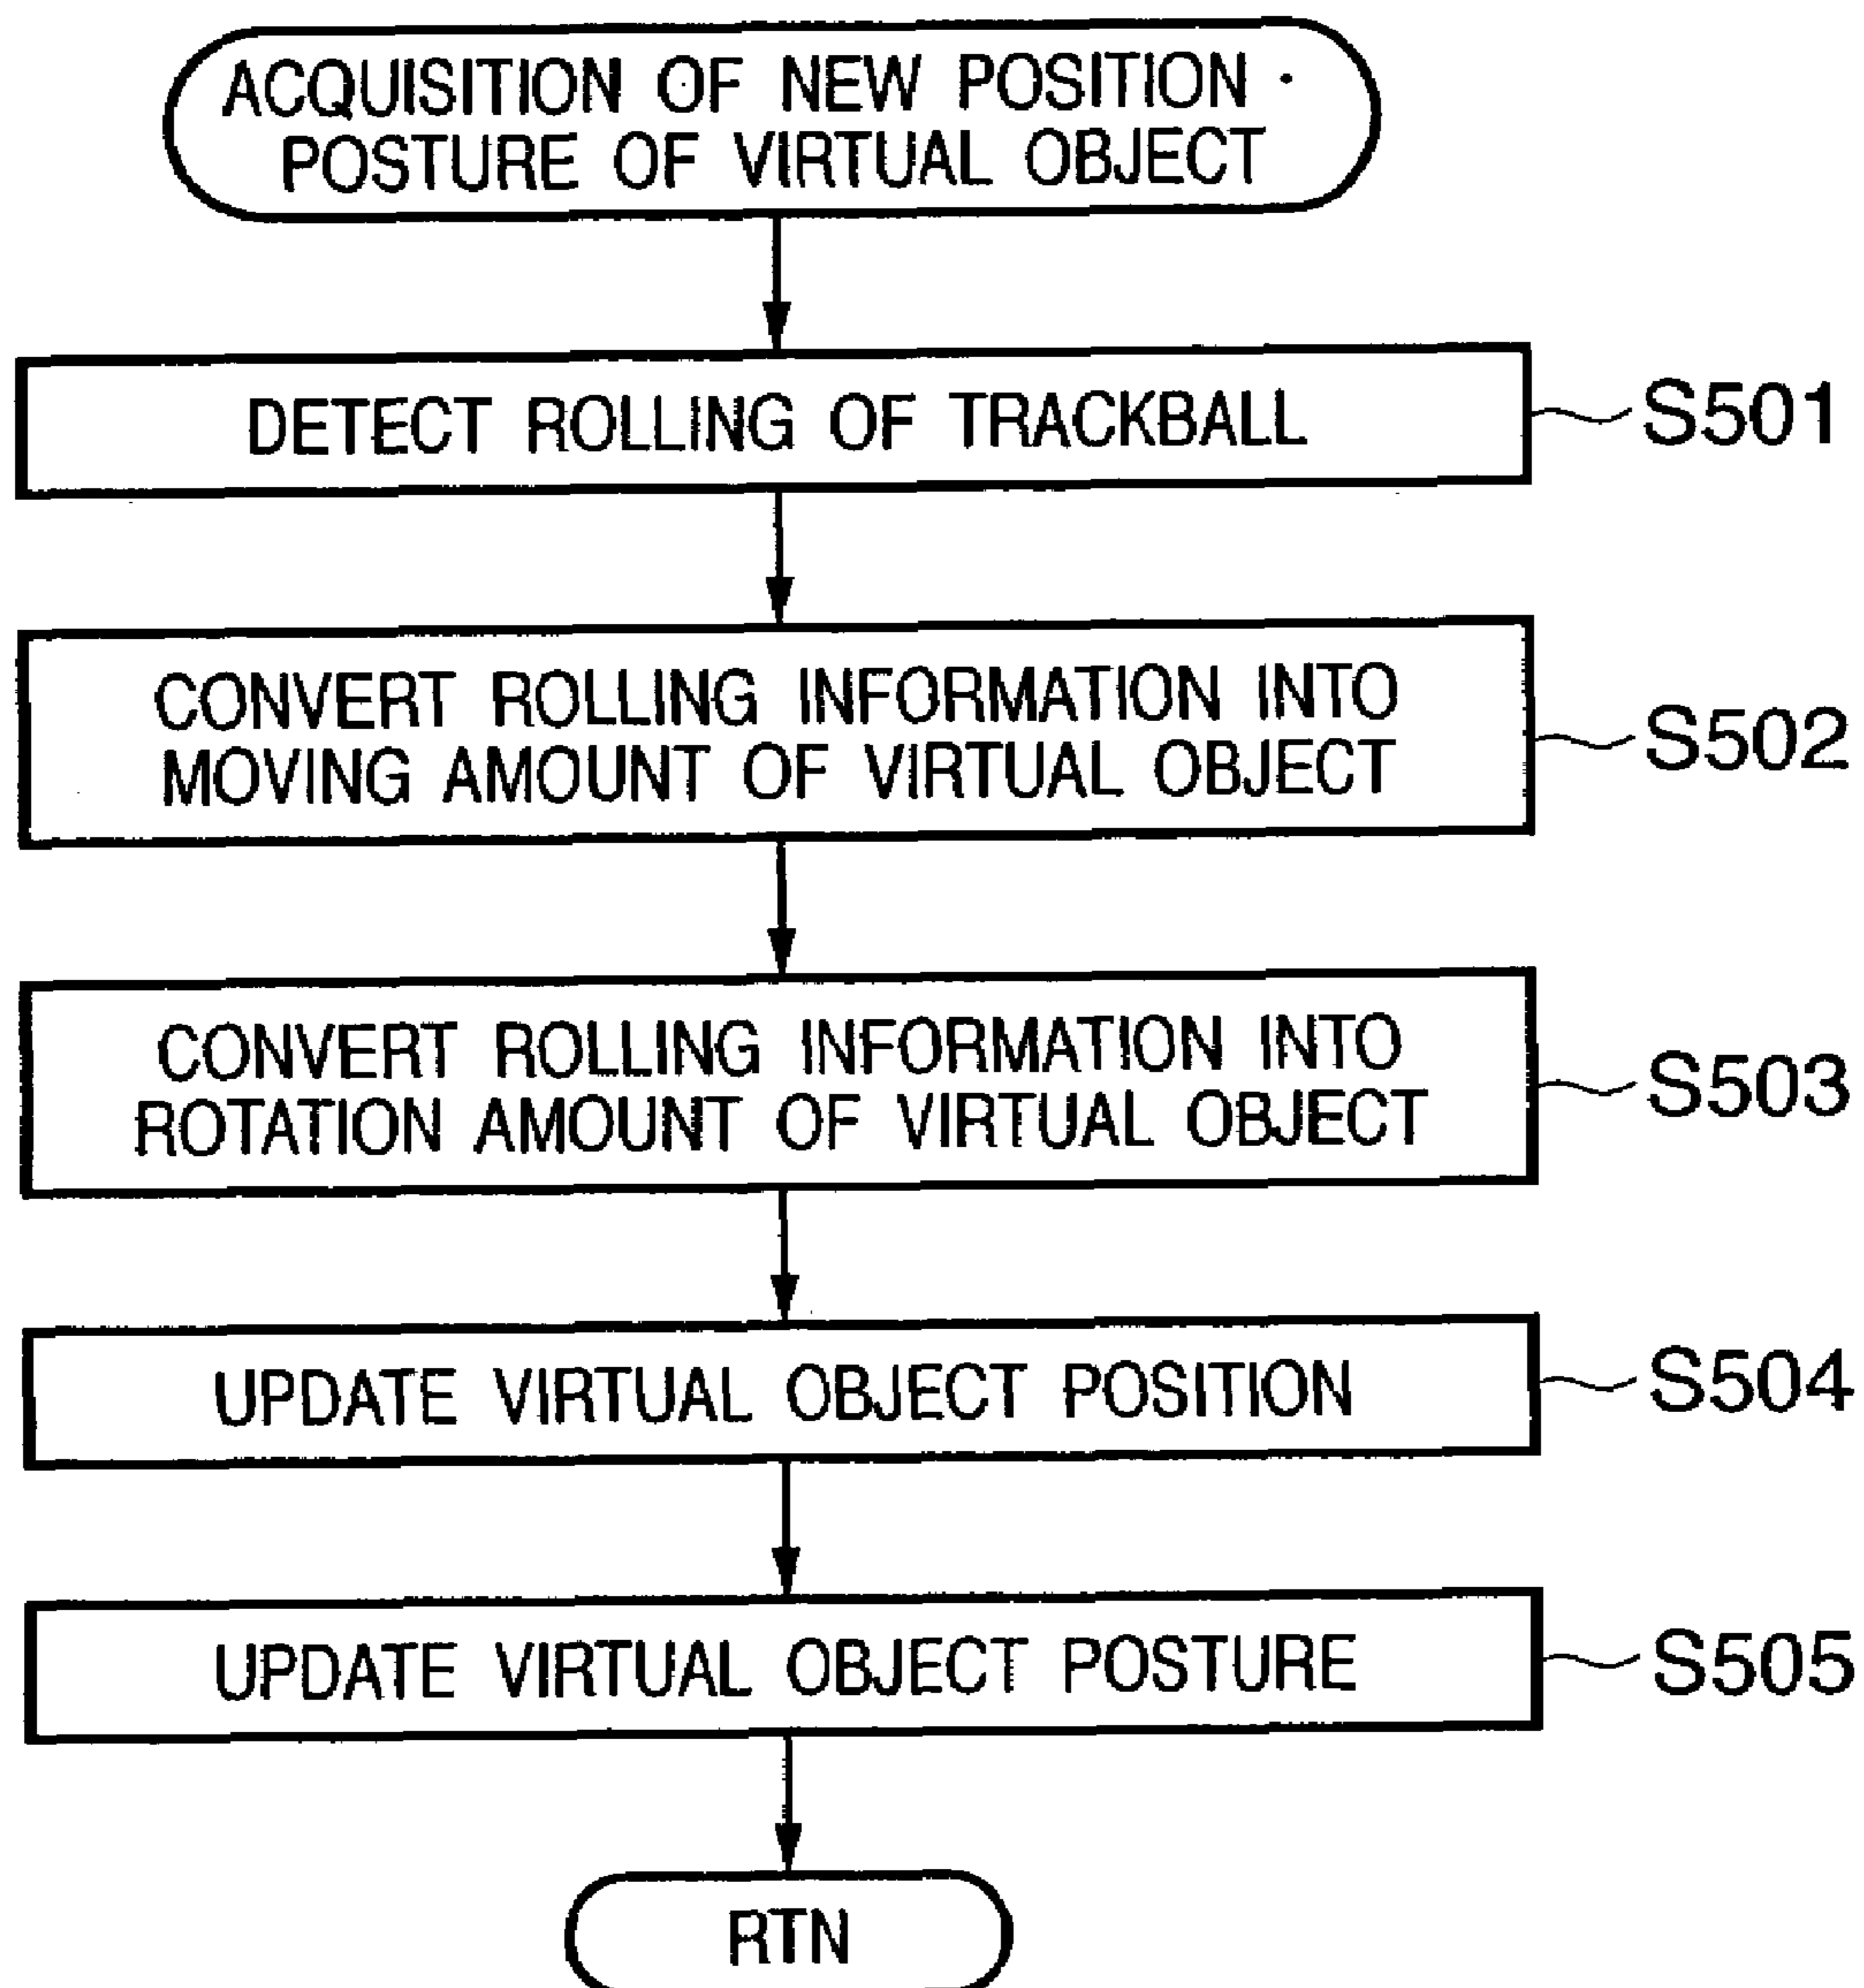 ACQUISITION OF NEW POSITION ·
POSTURE OF VIRTUAL OBJECT
DETECT ROLLING OF TRACKBALL
S501
CONVERT ROLLING INFORMATION INTO
MOVING AMOUNT OF VIRTUAL OBJECT
S502
CONVERT ROLLING INFORMATION INTO
ROTATION AMOUNT OF VIRTUAL OBJECT
S503
UPDATE VIRTUAL OBJECT POSITION
S504
UPDATE VIRTUAL OBJECT POSTURE
S505
RTN